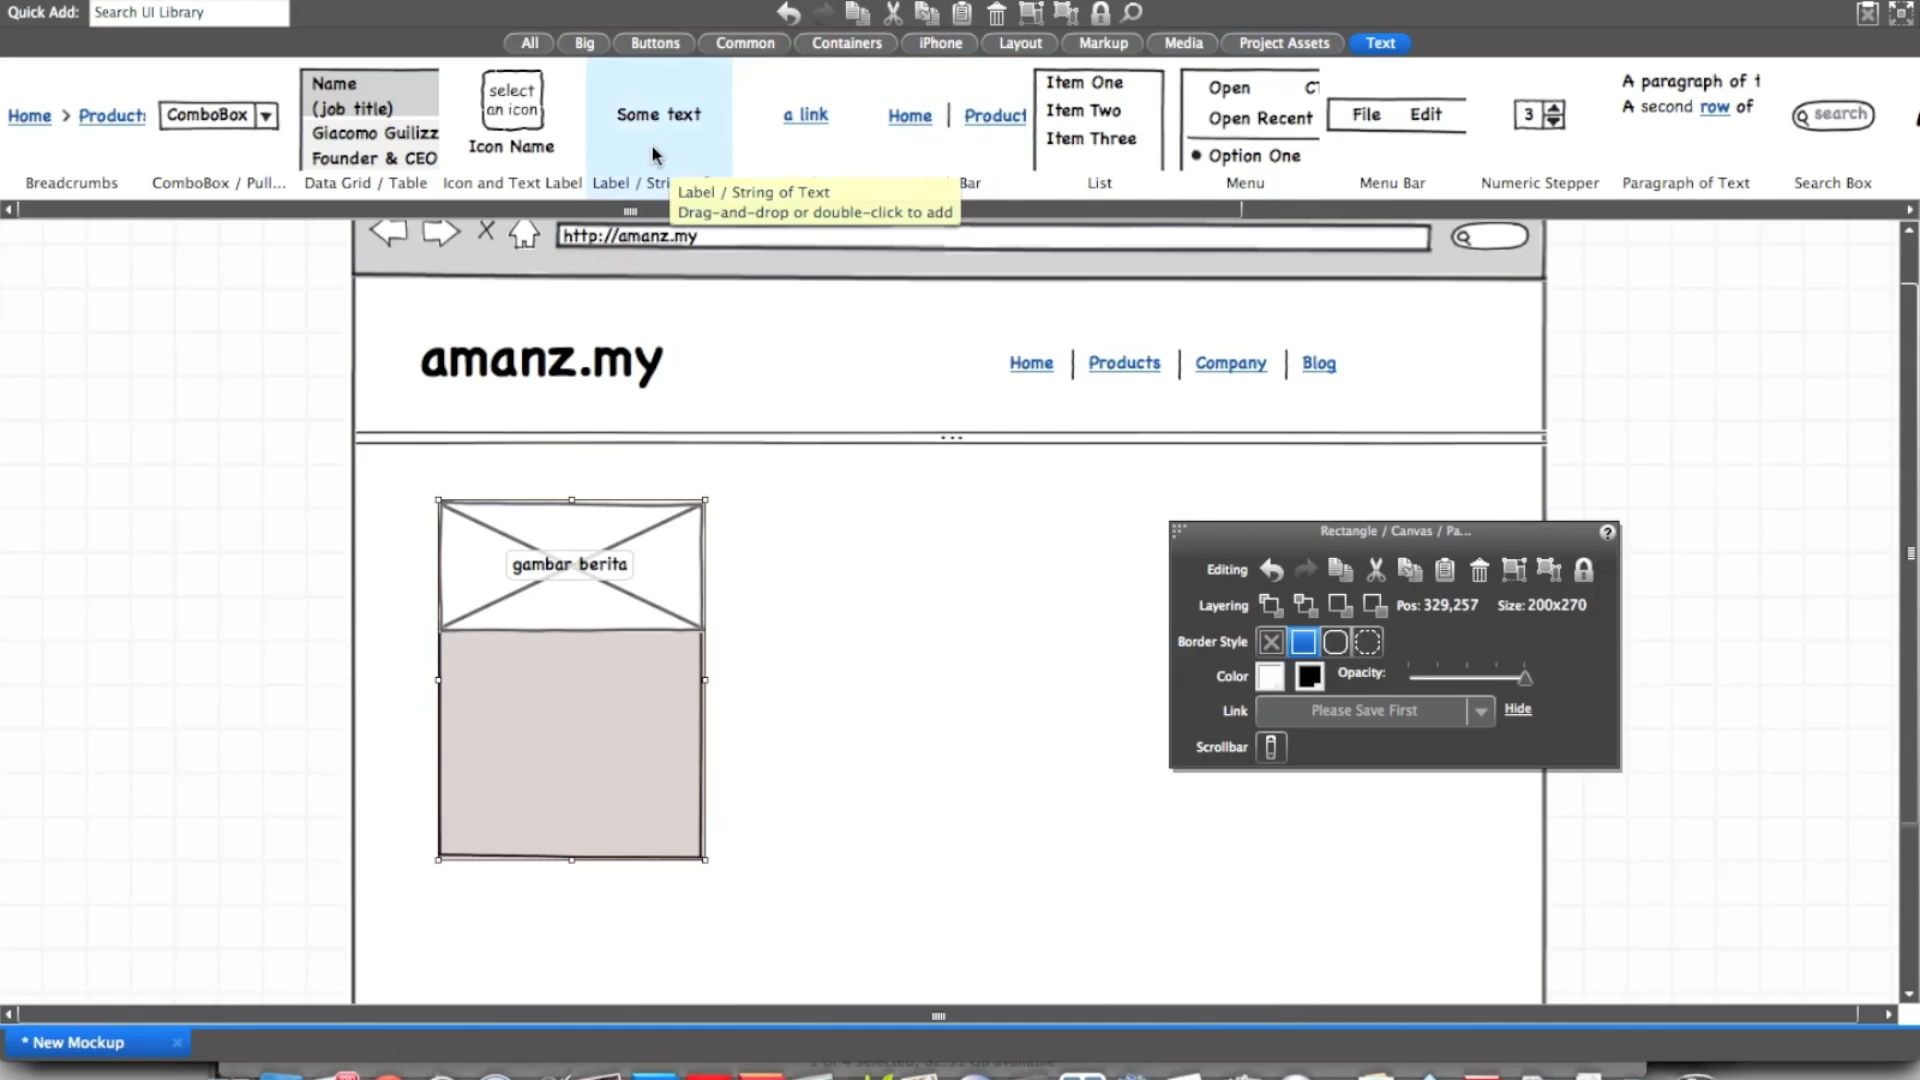 Quick Add: Search UI Library
All Big Buttons Common Containers iPhone Layout Markup Media Project Assets Text
Home > Product:
ComboBox
Name
(job title)
Giacomo Guilizz
Founder & CEO
select
an icon
Icon Name
Some text
a link
Home Product
Item One
Item Two
Item Three
Open
Open Recent
Option One
File Edit
3
A paragraph of t
A second row of
search
Breadcrumbs ComboBox / Pull... Data Grid / Table Icon and Text Label Label / Stri Bar List Menu Menu Bar Numeric Stepper Paragraph of Text Search Box
Label / String of Text
Drag-and-drop or double-click to add
http://amanz.my
amanz.my
Home Products Company Blog
gambar berita
Rectangle / Canvas / Pa...
Editing
Layering Pos: 329,257 Size: 200x270
Border Style
Color Opacity:
Link Please Save First Hide
Scrollbar
* New Mockup